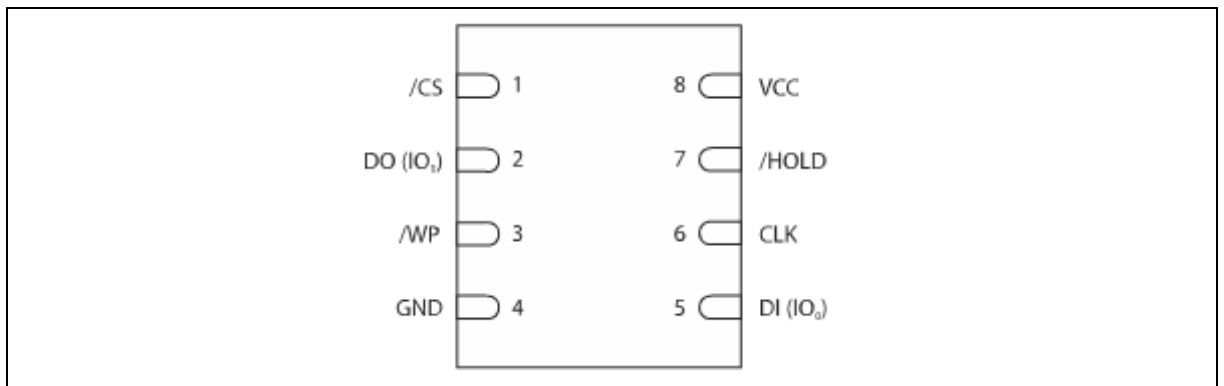 /CS 1 8 VCC
DO (IO₁) 2 7 /HOLD
/WP 3 6 CLK
GND 4 5 DI (IO₀)